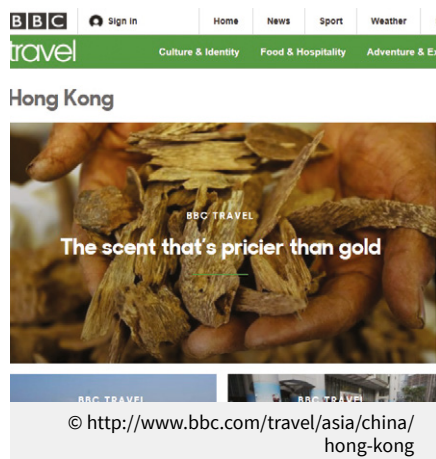 BBC Sign in Home News Sport Weather
travel Culture & Identity Food & Hospitality Adventure & Ex
Hong Kong
BBC TRAVEL
The scent that's pricier than gold
BBC TRAVEL BBC TRAVEL
© http://www.bbc.com/travel/asia/china/
hong-kong